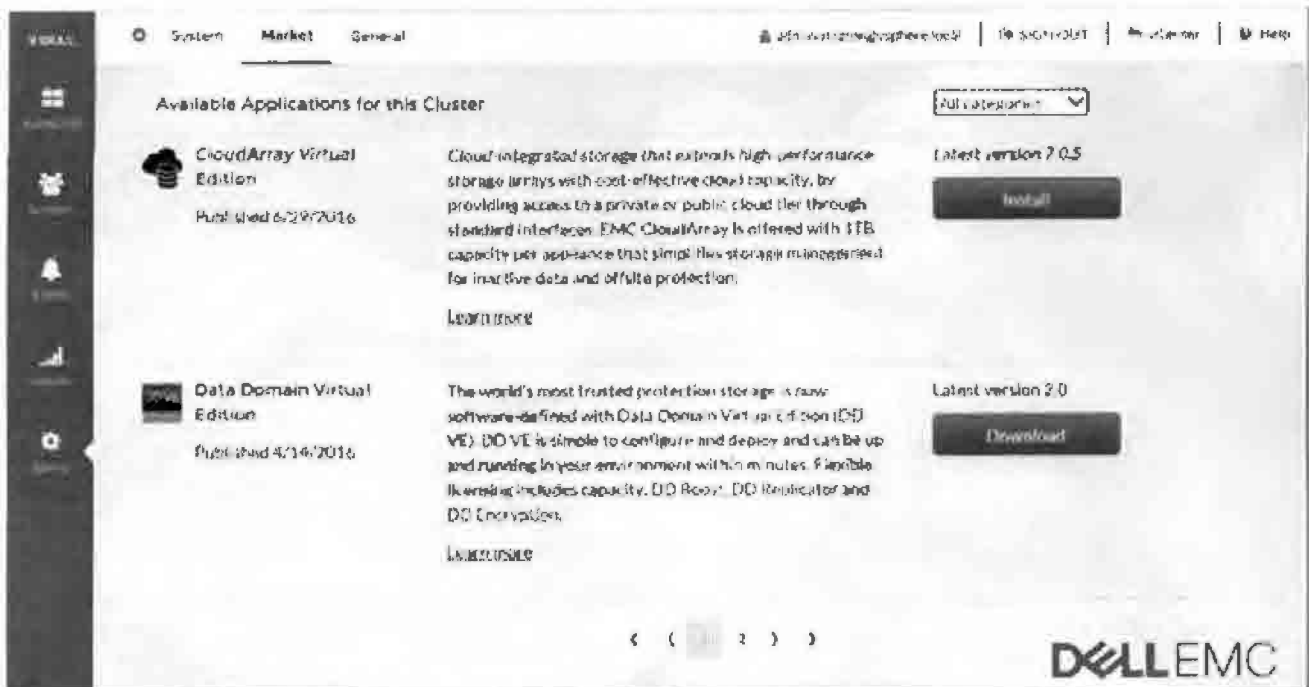 System Market General
Help
Available Applications for this Cluster
All categories
CloudArray Virtual
Edition
Published 6/29/2016
Cloud-integrated storage that extends high-performance
storage arrays with cost-effective cloud capacity, by
providing access to a private or public cloud tier through
standard interfaces. EMC CloudArray is offered with 1TB
capacity per appliance that simplifies storage management
for inactive data and offsite protection.
Learn more
Latest version 7.0.5
Install
Data Domain Virtual
Edition
Published 4/14/2016
The world's most trusted protection storage is now
software-defined with Data Domain Virtual Edition (DD
VE). DD VE is simple to configure and deploy and can be up
and running in your environment within minutes. Flexible
licensing includes capacity, DD Boost, DD Replicator and
DD Encryption.
Learn more
Latest version 2.0
Download
2
DELLEMC